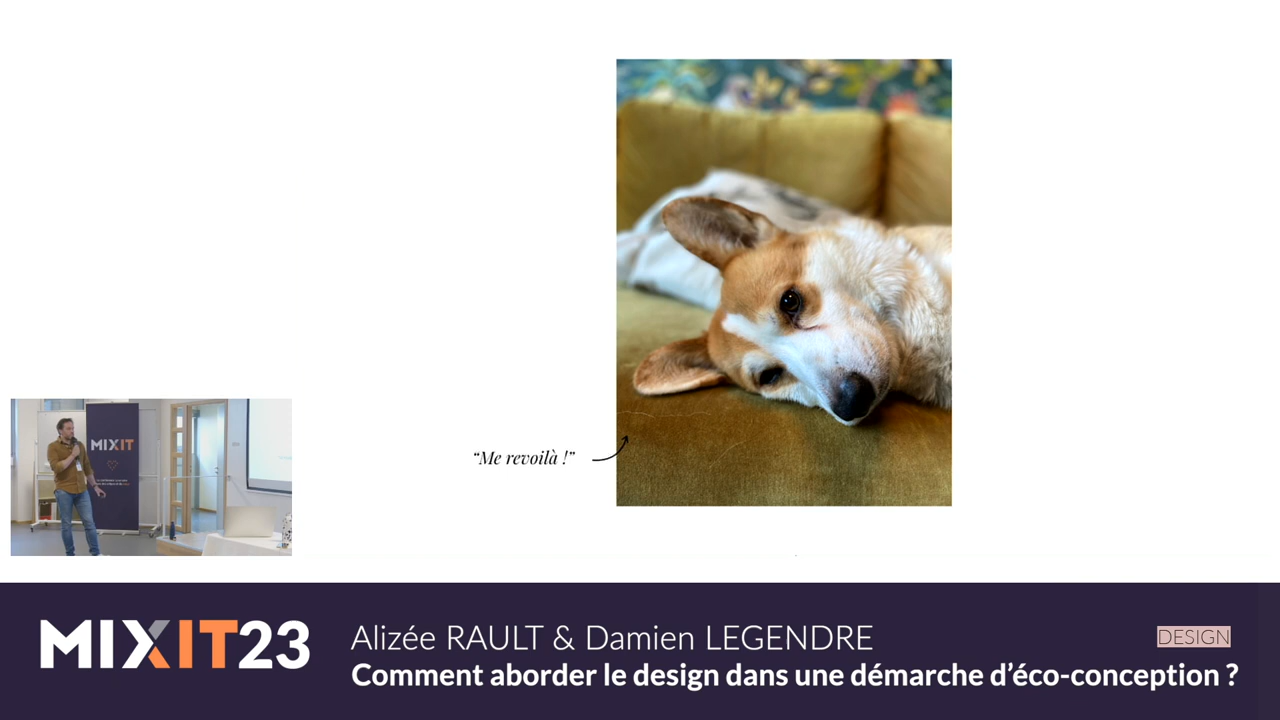 “Me revoilà !”
MIXIT
MIXIT23
Alizée RAULT & Damien LEGENDRE
DESIGN
Comment aborder le design dans une démarche d’éco-conception ?